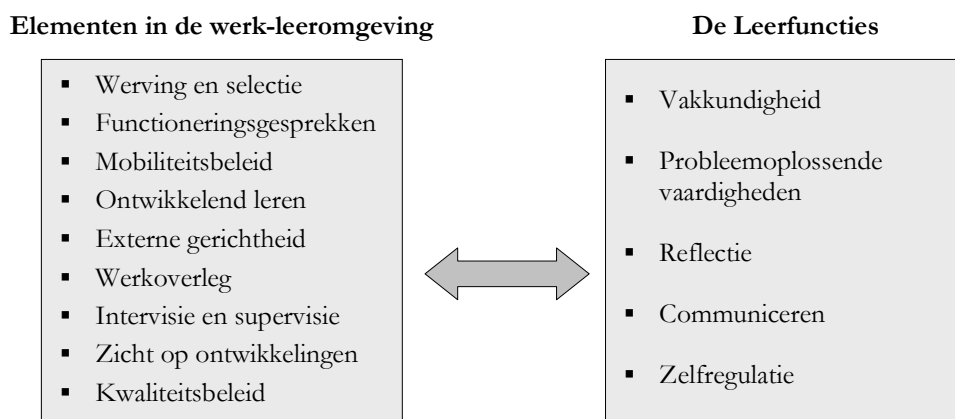 Elementen in de werk-leeromgeving
▪ Werving en selectie
▪ Functioneringsgesprekken
▪ Mobiliteitsbeleid
▪ Ontwikkelend leren
▪ Externe gerichtheid
▪ Werkoverleg
▪ Intervisie en supervisie
▪ Zicht op ontwikkelingen
▪ Kwaliteitsbeleid
De Leerfuncties
▪ Vakkundigheid
▪ Probleemoplossende
vaardigheden
▪ Reflectie
▪ Communiceren
▪ Zelfregulatie